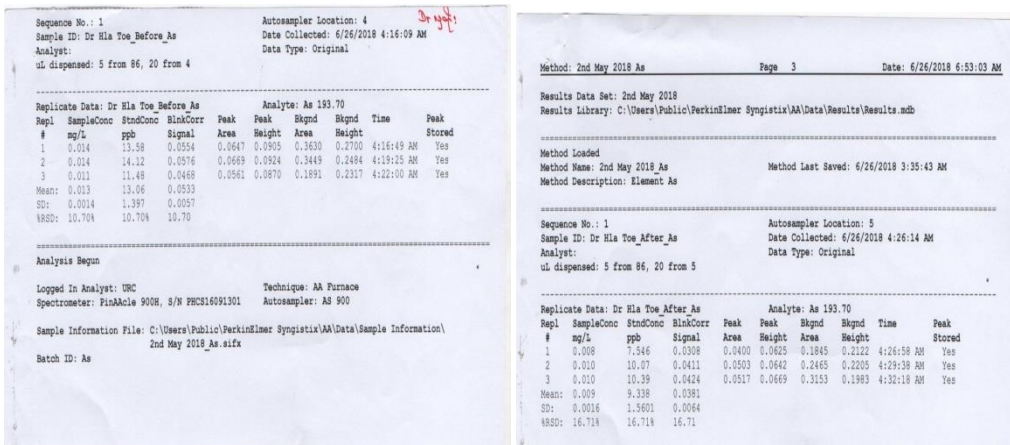 Sequence No.: 1 Autosampler Location: 4
Sample ID: Dr Hla Toe_Before_As Date Collected: 6/26/2018 4:16:09 AM
Analyst: Data Type: Original
uL dispensed: 5 from 86, 20 from 4
Replicate Data: Dr Hla Toe_Before_As Analyte: As 193.70
Repl SampleConc StndConc BlnkCorr Peak Peak Bkgnd Bkgnd Time Peak
# mg/L ppb Signal Area Height Area Height Stored
1 0.014 13.58 0.0554 0.0647 0.0905 0.3630 0.2700 4:16:49 AM Yes
2 0.014 14.12 0.0576 0.0669 0.0924 0.3449 0.2484 4:19:25 AM Yes
3 0.011 11.48 0.0468 0.0561 0.0870 0.1891 0.2317 4:22:00 AM Yes
Mean: 0.013 13.06 0.0533
SD: 0.0014 1.397 0.0057
%RSD: 10.70% 10.70% 10.70
Analysis Begun
Logged In Analyst: URC Technique: AA Furnace
Spectrometer: PinAAcle 900H, S/N PHCS16091301 Autosampler: AS 900
Sample Information File: C:\Users\Public\PerkinElmer Syngistix\AA\Data\Sample Information\
2nd May 2018_As.sifx
Batch ID: As
Method: 2nd May 2018 As Page 3 Date: 6/26/2018 6:53:03 AM
Results Data Set: 2nd May 2018
Results Library: C:\Users\Public\PerkinElmer Syngistix\AA\Data\Results\Results.mdb
Method Loaded
Method Name: 2nd May 2018_As Method Last Saved: 6/26/2018 3:35:43 AM
Method Description: Element As
Sequence No.: 1 Autosampler Location: 5
Sample ID: Dr Hla Toe_After_As Date Collected: 6/26/2018 4:26:14 AM
Analyst: Data Type: Original
uL dispensed: 5 from 86, 20 from 5
Replicate Data: Dr Hla Toe_After_As Analyte: As 193.70
Repl SampleConc StndConc BlnkCorr Peak Peak Bkgnd Bkgnd Time Peak
# mg/L ppb Signal Area Height Area Height Stored
1 0.008 7.546 0.0308 0.0400 0.0625 0.1845 0.2122 4:26:58 AM Yes
2 0.010 10.07 0.0411 0.0503 0.0642 0.2465 0.2205 4:29:38 AM Yes
3 0.010 10.39 0.0424 0.0517 0.0669 0.3153 0.1983 4:32:18 AM Yes
Mean: 0.009 9.338 0.0381
SD: 0.0016 1.5601 0.0064
%RSD: 16.71% 16.71% 16.71